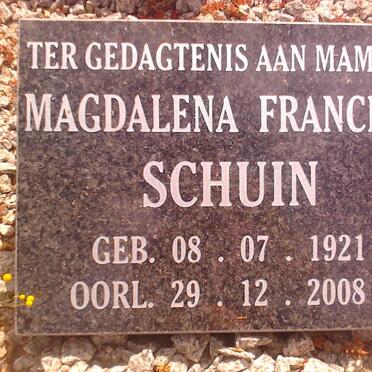 TER GEDAGTENIS AAN MAM
MAGDALENA FRANC
SCHUIN
GEB. 08 . 07 . 1921
OORL. 29 . 12 . 2008